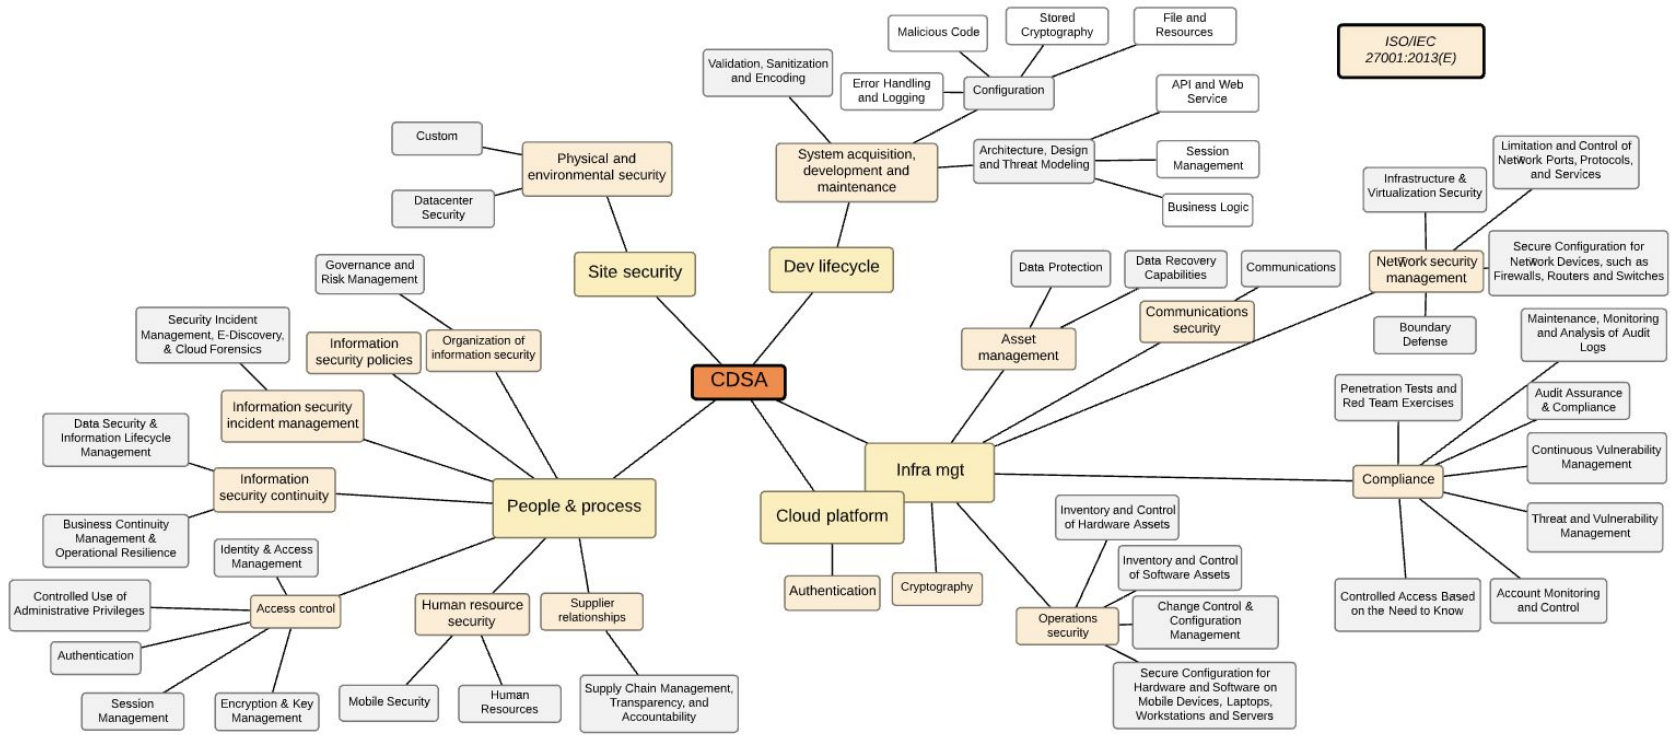 Malicious Code
Stored
Cryptography
File and
Resources
ISO/IEC
27001:2013(E)
Validation, Sanitization
and Encoding
Error Handling
and Logging
Configuration
API and Web
Service
Custom
Physical and
environmental security
System acquisition,
development and
maintenance
Architecture, Design
and Threat Modeling
Session
Management
Limitation and Control of
Network Ports, Protocols,
and Services
Infrastructure &
Virtualization Security
Datacenter
Security
Business Logic
Governance and
Risk Management
Site security
Dev lifecycle
Data Protection
Data Recovery
Capabilities
Communications
Network security
management
Secure Configuration for
Network Devices, such as
Firewalls, Routers and Switches
Security Incident
Management, E-Discovery,
& Cloud Forensics
Information
security policies
Organization of
information security
Asset
management
Communications
security
Boundary
Defense
Maintenance, Monitoring
and Analysis of Audit
Logs
CDSA
Information security
incident management
Penetration Tests and
Red Team Exercises
Audit Assurance
& Compliance
Data Security &
Information Lifecycle
Management
Information
security continuity
Infra mgt
Compliance
Continuous Vulnerability
Management
People & process
Cloud platform
Business Continuity
Management &
Operational Resilience
Inventory and Control
of Hardware Assets
Threat and Vulnerability
Management
Identity & Access
Management
Inventory and Control
of Software Assets
Controlled Use of
Administrative Privileges
Access control
Human resource
security
Supplier
relationships
Authentication
Cryptography
Operations
security
Change Control &
Configuration
Management
Controlled Access Based
on the Need to Know
Account Monitoring
and Control
Authentication
Session
Management
Encryption & Key
Management
Mobile Security
Human
Resources
Supply Chain Management,
Transparency, and
Accountability
Secure Configuration for
Hardware and Software on
Mobile Devices, Laptops,
Workstations and Servers